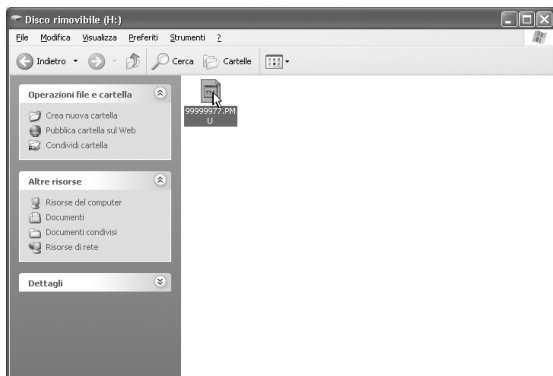 Disco rimovibile (H:)
File Modifica Visualizza Preferiti Strumenti ?
Indietro Cerca Cartelle
Operazioni file e cartella
Crea nuova cartella
Pubblica cartella sul Web
Condividi cartella
Altre risorse
Risorse del computer
Documenti
Documenti condivisi
Risorse di rete
Dettagli
99999977.PM
U